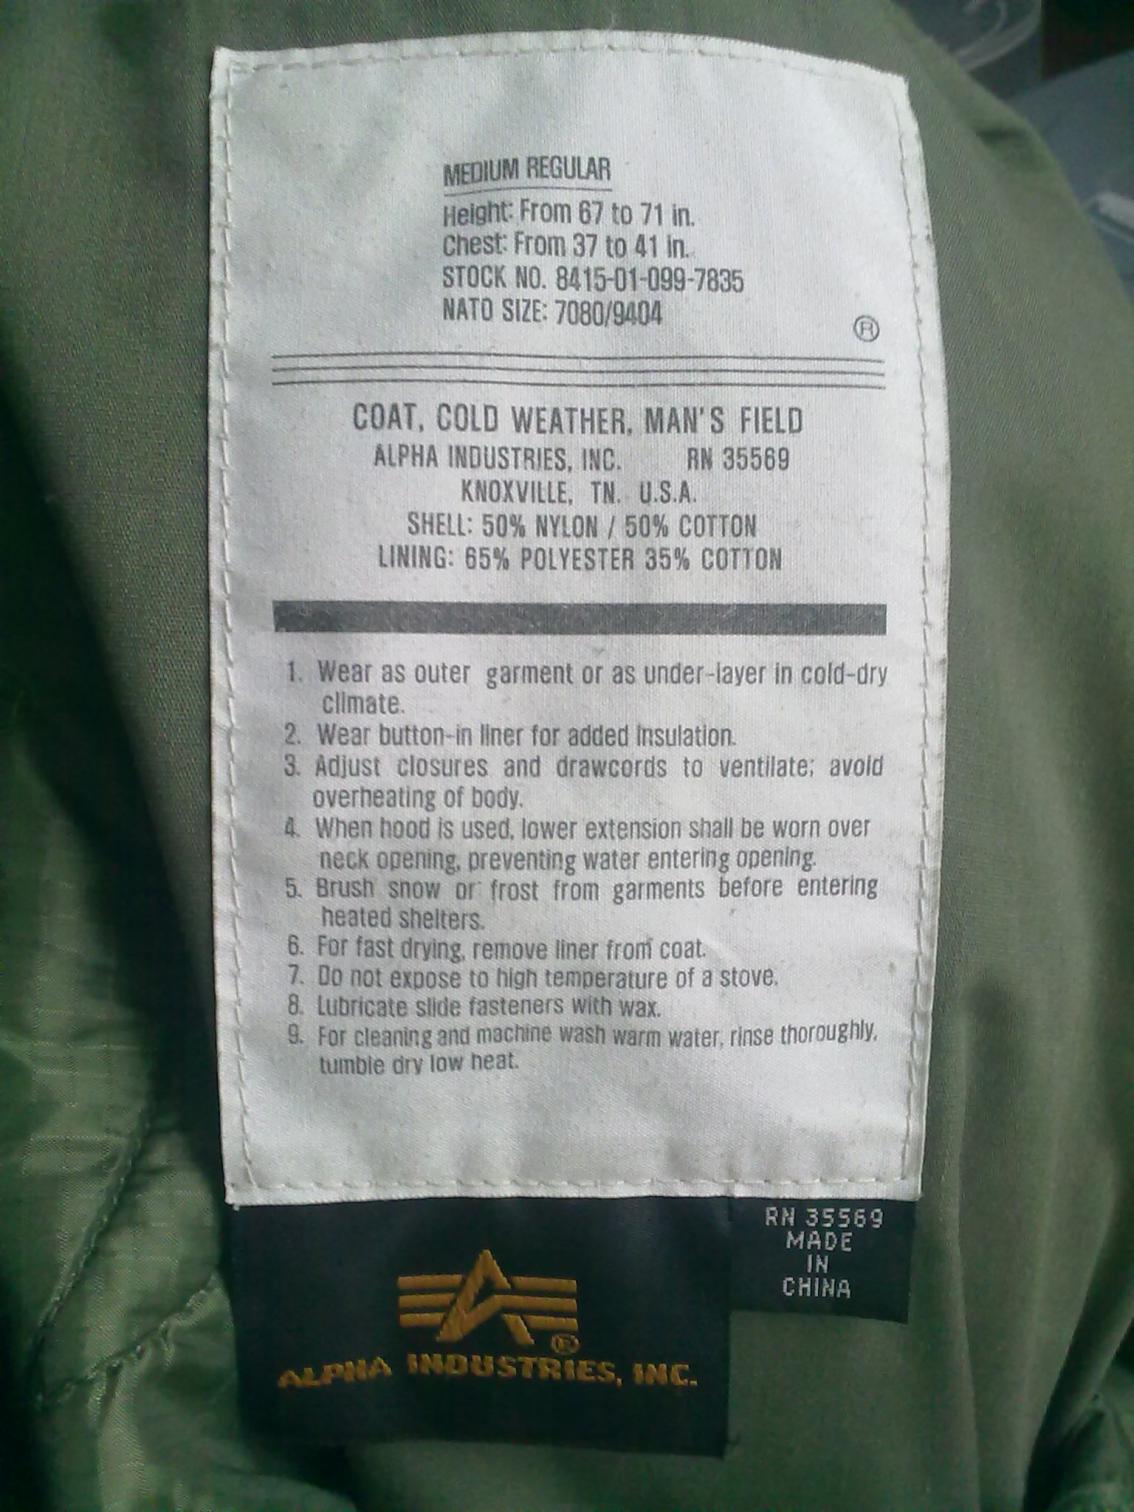 MEDIUM REGULAR
Height: From 67 to 71 in.
Chest: From 37 to 41 in.
STOCK NO. 8415-01-099-7835
NATO SIZE: 7080/9404
®
COAT, COLD WEATHER, MAN'S FIELD
ALPHA INDUSTRIES, INC. RN 35569
KNOXVILLE, TN. U.S.A.
SHELL: 50% NYLON / 50% COTTON
LINING: 65% POLYESTER 35% COTTON
1. Wear as outer garment or as under-layer in cold-dry
climate.
2. Wear button-in liner for added insulation.
3. Adjust closures and drawcords to ventilate; avoid
overheating of body.
4. When hood is used, lower extension shall be worn over
neck opening, preventing water entering opening.
5. Brush snow or frost from garments before entering
heated shelters.
6. For fast drying, remove liner from coat.
7. Do not expose to high temperature of a stove.
8. Lubricate slide fasteners with wax.
9. For cleaning and machine wash warm water, rinse thoroughly,
tumble dry low heat.
RN 35569
MADE
IN
CHINA
®
ALPHA INDUSTRIES, INC.